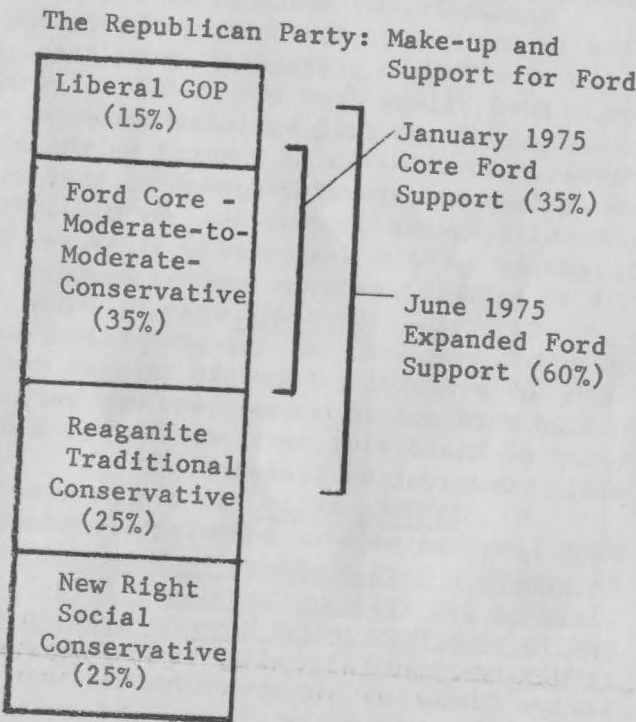 The Republican Party: Make-up and
Support for Ford
Liberal GOP
(15%)
Ford Core -
Moderate-to-
Moderate-
Conservative
(35%)
Reaganite
Traditional
Conservative
(25%)
New Right
Social
Conservative
(25%)
January 1975
Core Ford
Support (35%)
June 1975
Expanded Ford
Support (60%)